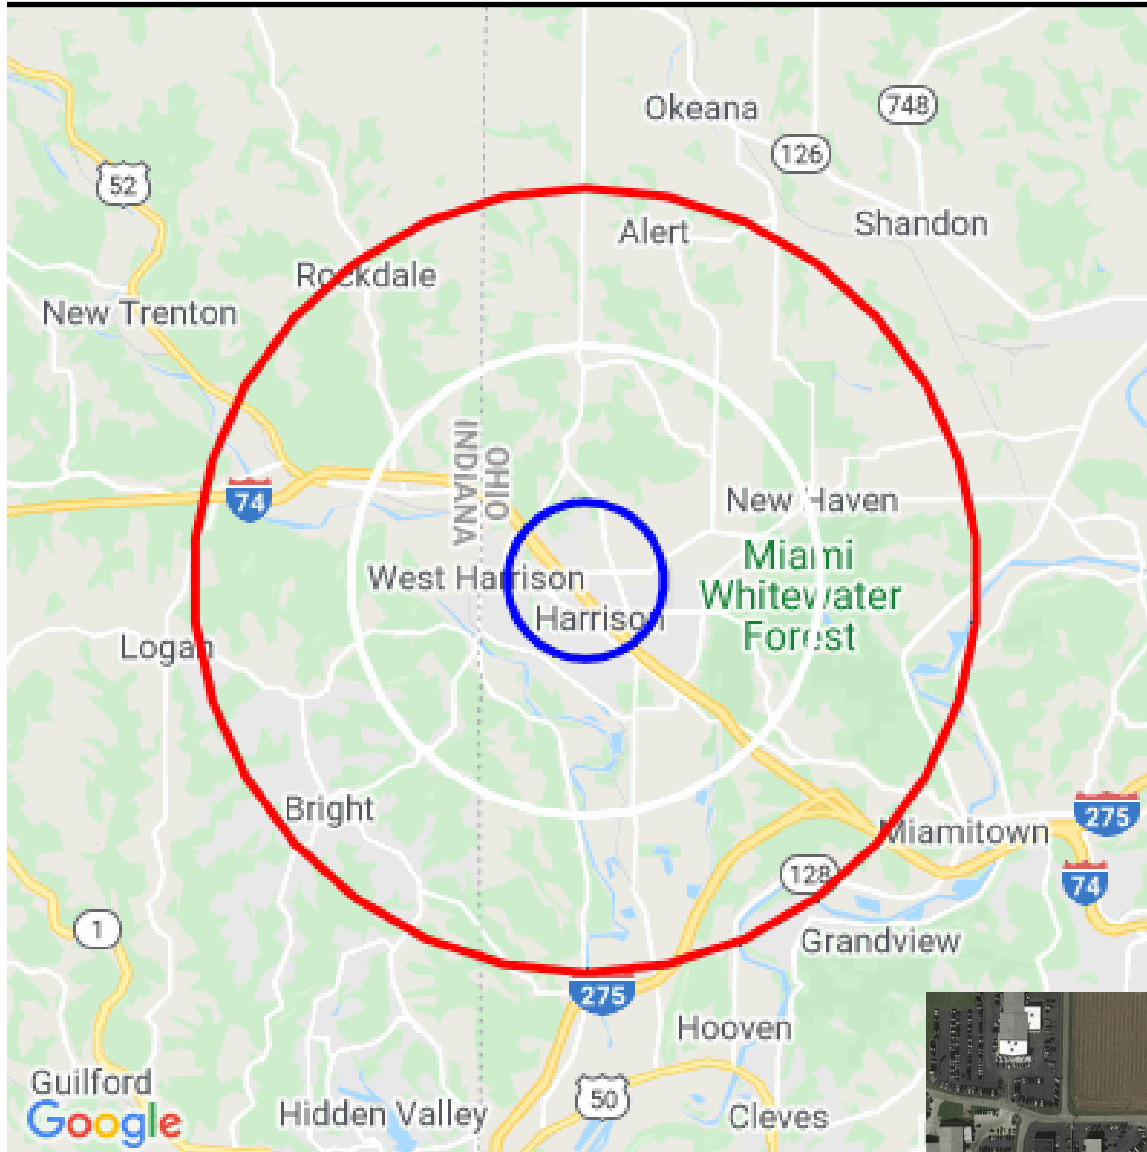 Okeana
748
126
52
Shandon
Alert
Rockdale
New Trenton
INDIANA
OHIO
74
New Haven
Miami
Whitewater
Forest
West Harrison
Harrison
Logan
Bright
275
Miamitown
128
74
1
Grandview
275
Hooven
Guilford
50
Hidden Valley
Cleves
Google